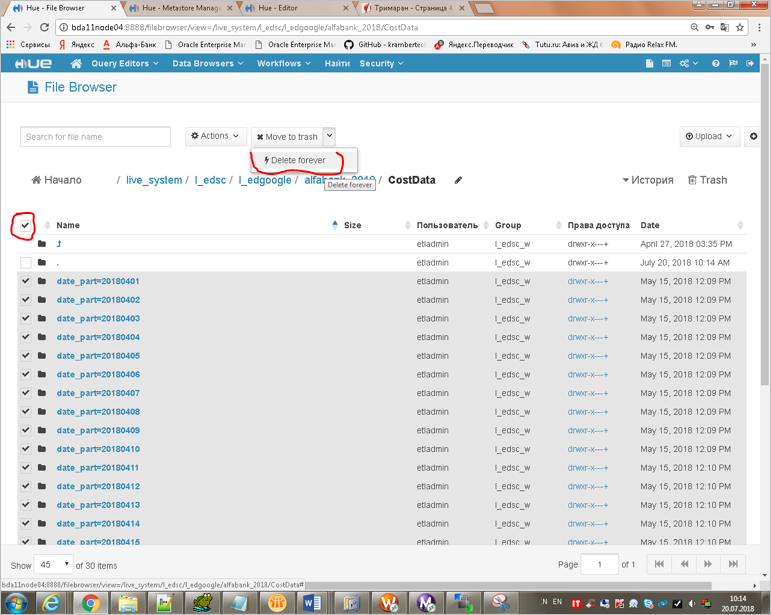 Hue - File Browser
Hue - Metastore Manag
Hue - Editor
Тримаран - Страница
bda11node04:8888/filebrowser/view=/live_system/l_edsc/l_edgoogle/alfabank_2018/CostData
Сервисы
Яндекс
Альфа-Банк
Oracle Enterprise Mar
Oracle Enterprise Mar
GitHub - krambertech
Яндекс.Переводчик
Tutu.ru: Авиа и ЖД б
Радио Relax FM.
HUE
Query Editors
Data Browsers
Workflows
Найти
Security
File Browser
Search for file name
Actions
Move to trash
Upload
Delete forever
Начало
/ live_system / l_edsc / l_edgoogle / alfabank_2018 / CostData
История
Trash
Delete forever
Name Size Пользователь Group Права доступа Date
etladmin l_edsc_w drwxr-x---+ April 27, 2018 03:35 PM
. etladmin l_edsc_w drwxr-x---+ July 20, 2018 10:14 AM
date_part=20180401 etladmin l_edsc_w drwxr-x---+ May 15, 2018 12:09 PM
date_part=20180402 etladmin l_edsc_w drwxr-x---+ May 15, 2018 12:09 PM
date_part=20180403 etladmin l_edsc_w drwxr-x---+ May 15, 2018 12:09 PM
date_part=20180404 etladmin l_edsc_w drwxr-x---+ May 15, 2018 12:09 PM
date_part=20180405 etladmin l_edsc_w drwxr-x---+ May 15, 2018 12:09 PM
date_part=20180406 etladmin l_edsc_w drwxr-x---+ May 15, 2018 12:09 PM
date_part=20180407 etladmin l_edsc_w drwxr-x---+ May 15, 2018 12:09 PM
date_part=20180408 etladmin l_edsc_w drwxr-x---+ May 15, 2018 12:09 PM
date_part=20180409 etladmin l_edsc_w drwxr-x---+ May 15, 2018 12:09 PM
date_part=20180410 etladmin l_edsc_w drwxr-x---+ May 15, 2018 12:09 PM
date_part=20180411 etladmin l_edsc_w drwxr-x---+ May 15, 2018 12:10 PM
date_part=20180412 etladmin l_edsc_w drwxr-x---+ May 15, 2018 12:10 PM
date_part=20180413 etladmin l_edsc_w drwxr-x---+ May 15, 2018 12:10 PM
date_part=20180414 etladmin l_edsc_w drwxr-x---+ May 15, 2018 12:10 PM
date_part=20180415 etladmin l_edsc_w drwxr-x---+ May 15, 2018 12:10 PM
Show 45 of 30 items
Page 1 of 1
bda11node04:8888/filebrowser/view=/live_system/l_edsc/l_edgoogle/alfabank_2018/CostData#
EN
10:14
20.07.2018